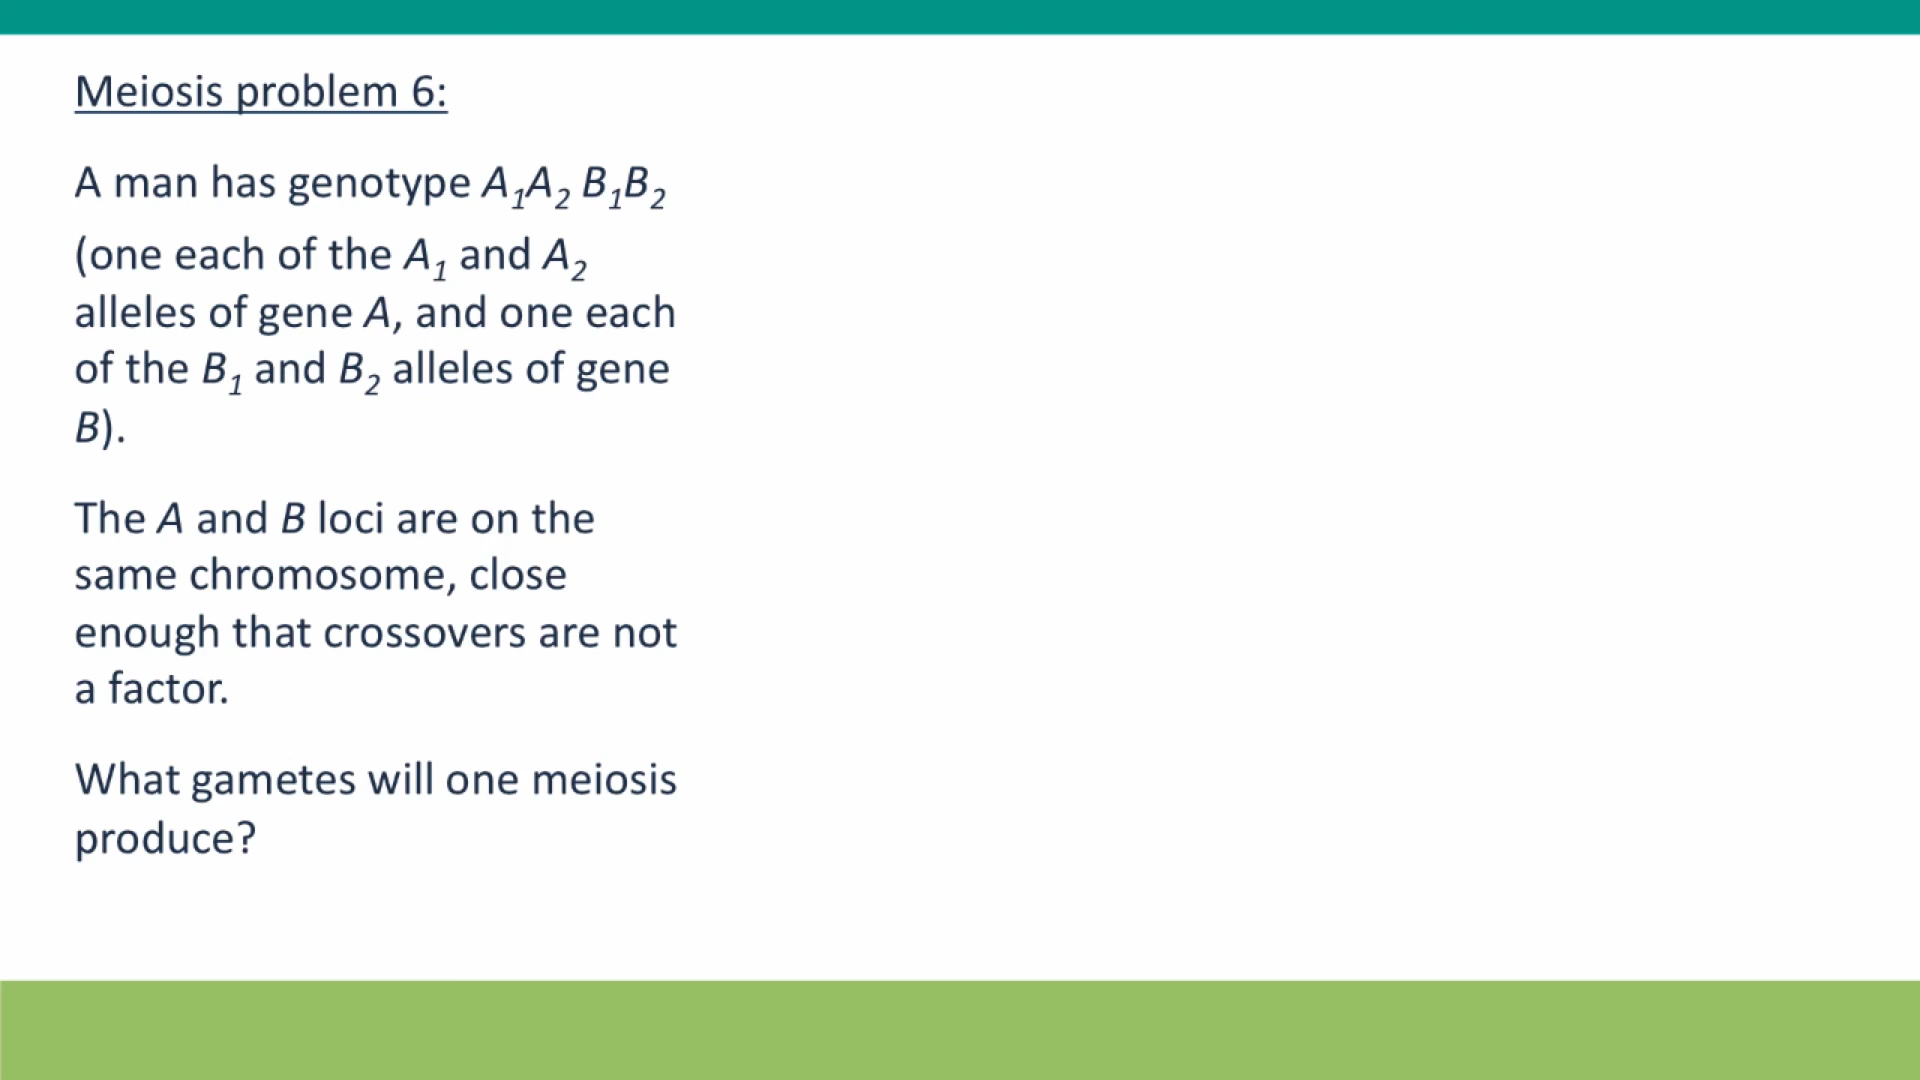 Meiosis problem 6:
A man has genotype A₁A₂ B₁B₂
(one each of the A₁ and A₂
alleles of gene A, and one each
of the B₁ and B₂ alleles of gene
B).
The A and B loci are on the
same chromosome, close
enough that crossovers are not
a factor.
What gametes will one meiosis
produce?